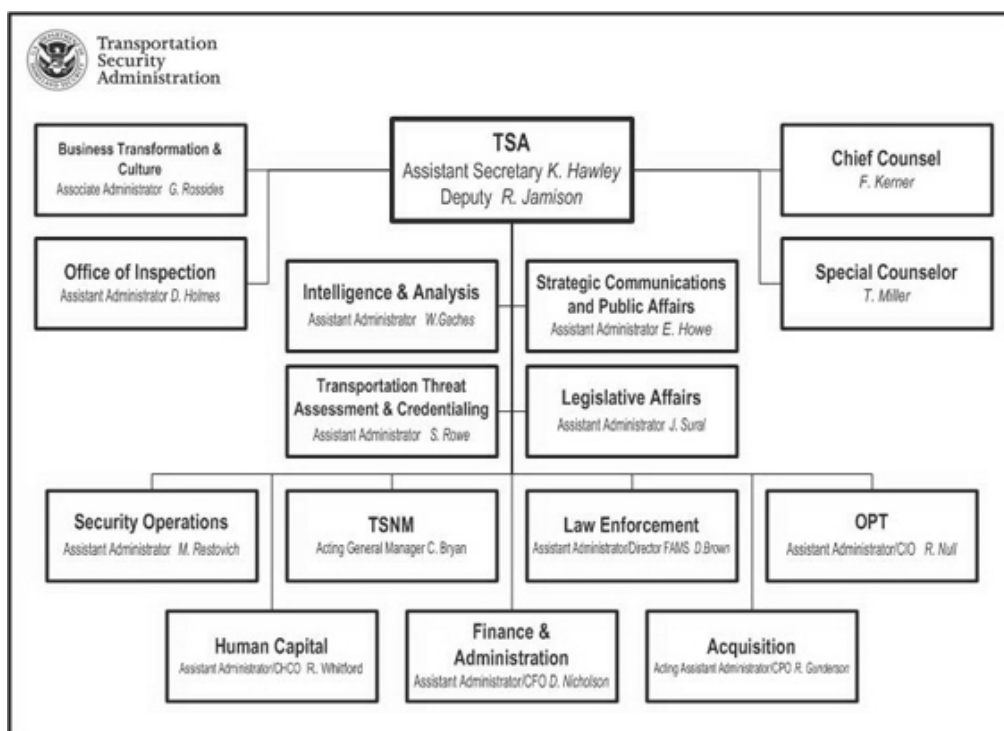 Transportation
Security
Administration
Business Transformation &
Culture
Associate Administrator G. Rossides
TSA
Assistant Secretary K. Hawley
Deputy R. Jamison
Chief Counsel
F. Kerner
Office of Inspection
Assistant Administrator D. Holmes
Intelligence & Analysis
Assistant Administrator W.Gaches
Strategic Communications
and Public Affairs
Assistant Administrator E. Howe
Special Counselor
T. Miller
Transportation Threat
Assessment & Credentialing
Assistant Administrator S. Rowe
Legislative Affairs
Assistant Administrator J. Sural
Security Operations
Assistant Administrator M. Restovich
TSNM
Acting General Manager C. Bryan
Law Enforcement
Assistant Administrator/Director FAMS D.Brown
OPT
Assistant Administrator/CIO R. Null
Human Capital
Assistant Administrator/CHCO R. Whitford
Finance &
Administration
Assistant Administrator/CFO D. Nicholson
Acquisition
Acting Assistant Administrator/CPO R. Gunderson